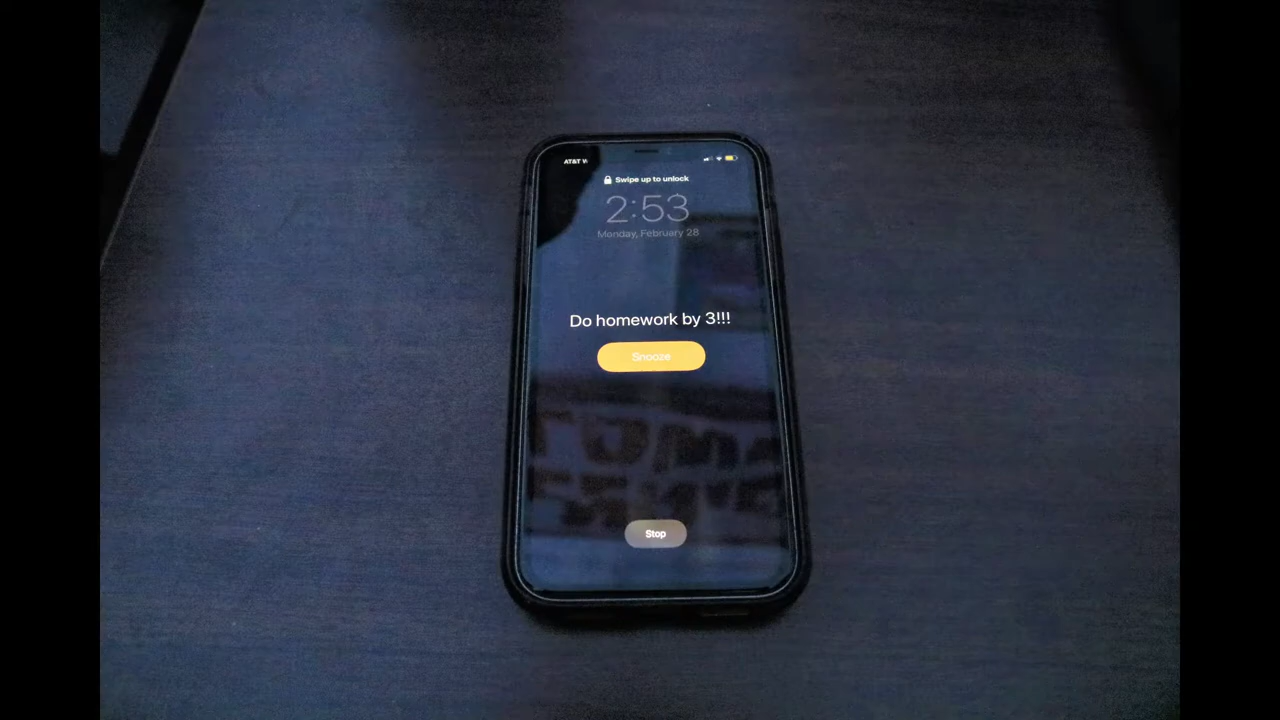 AT&T W
Swipe up to unlock
2:53
Monday, February 28
Do homework by 3!!!
Snooze
Stop